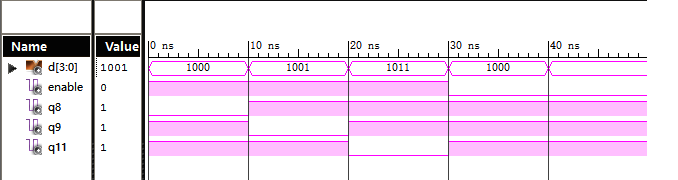 Name Value 0 ns 10 ns 20 ns 30 ns 40 ns
d[3:0] 1001 1000 1001 1011 1000
enable 0
q8 1
q9 1
q11 1